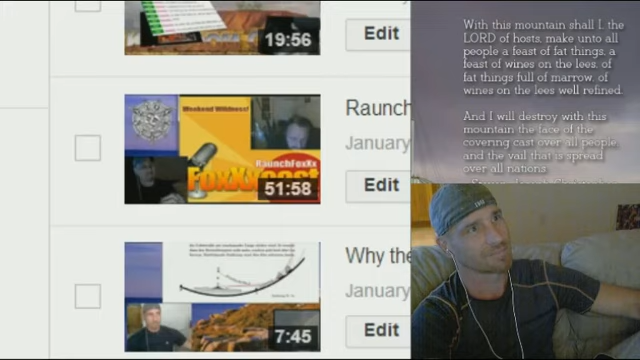 19:56
Edit
Weekend Wildness!
RaunchFoxXx
FoxXxcast
51:58
Raunch
January
Edit
7:45
Why the
January
Edit
With this mountain shall I, the
LORD of hosts, make unto all
people a feast of fat things, a
feast of wines on the lees, of
fat things full of marrow, of
wines on the lees well refined.
And I will destroy with this
mountain the face of the
covering cast over all people,
and the vail that is spread
over all nations.